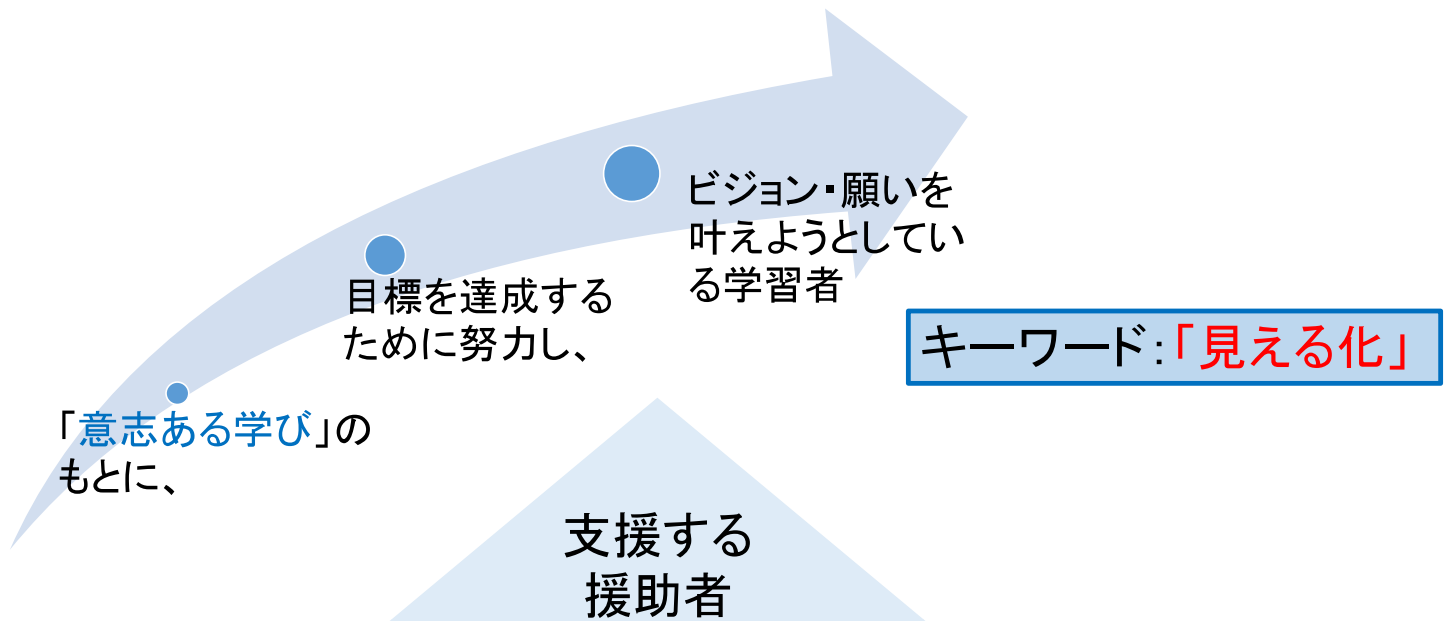 「意志ある学び」の
もとに、
目標を達成する
ために努力し、
ビジョン・願いを
叶えようとしてい
る学習者
キーワード:「見える化」
支援する
援助者